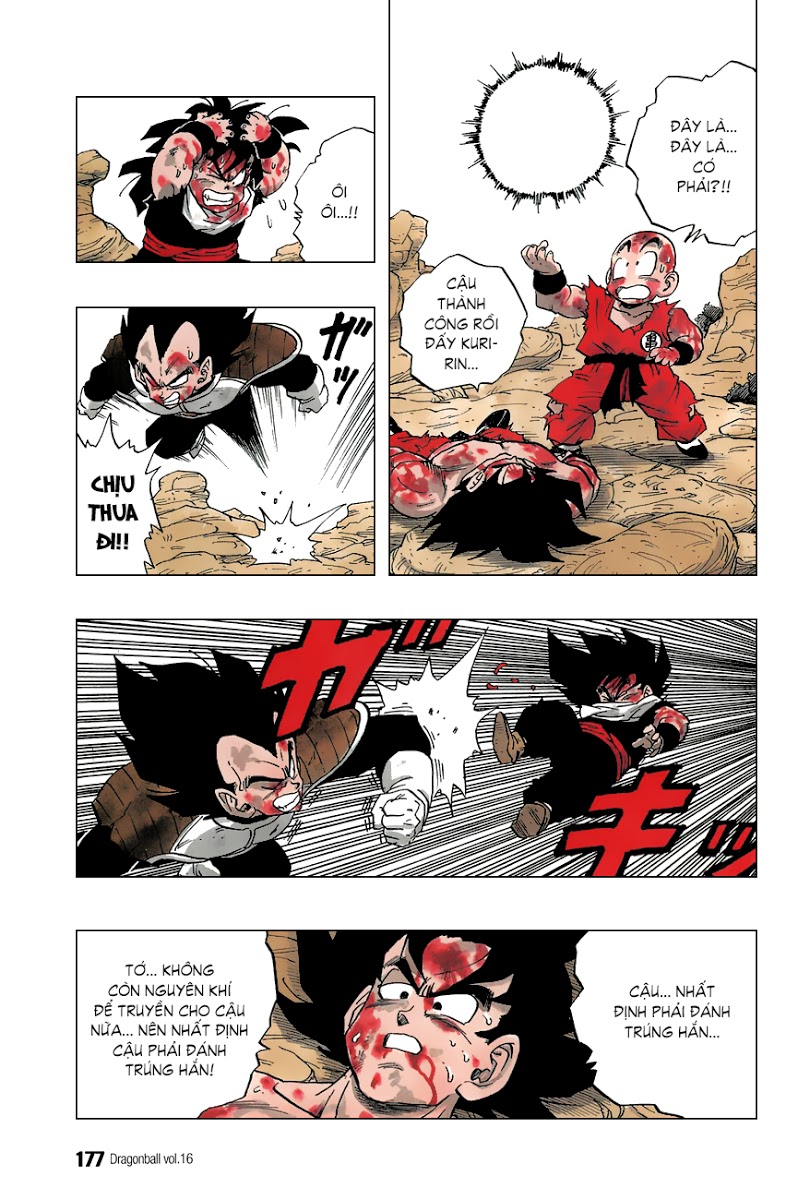 ĐÂY LÀ...
ĐÂY LÀ...
CÓ
PHẢI?!!
CẬU
THÀNH
CÔNG RỒI
ĐẤY KURI-
RIN...
ÔI
ÔI...!!
ガッ
CHỊU
THUA
ĐI!!
ガキッ
CẬU... NHẤT
ĐỊNH PHẢI ĐÁNH
TRÚNG HẮN...
TỚ... KHÔNG
CÒN NGUYÊN KHÍ
ĐỂ TRUYỀN CHO CẬU
NỮA... NÊN NHẤT ĐỊNH
CẬU PHẢI ĐÁNH
TRÚNG HẮN!
177 Dragonball vol.16